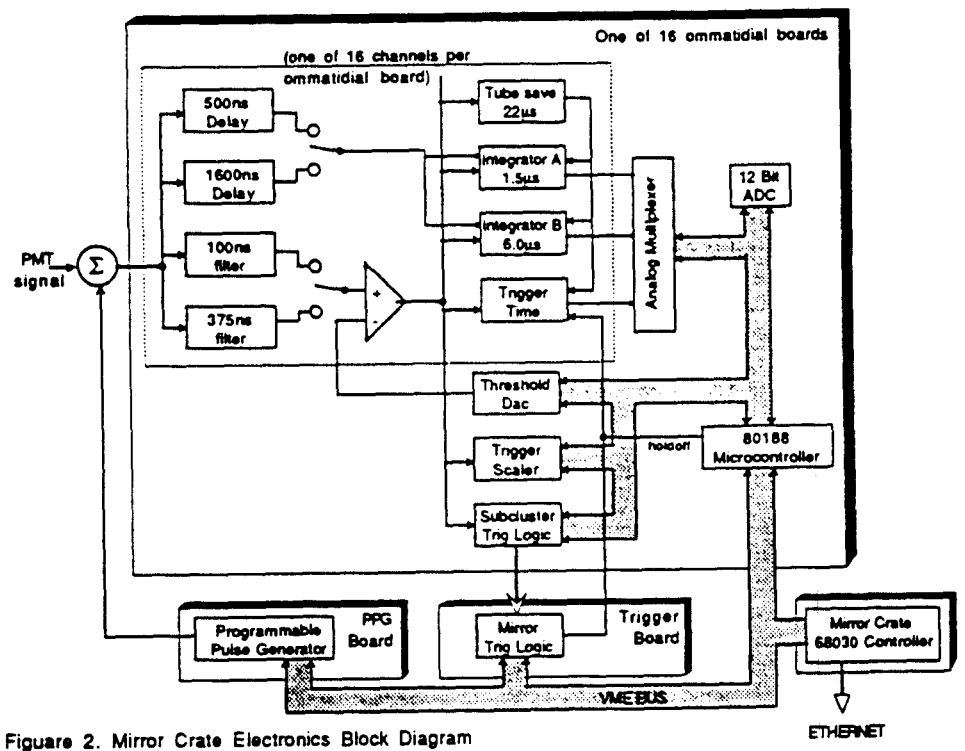 One of 16 ommatidial boards
(one of 16 channels per
ommatidial board)
500ns
Delay
1600ns
Delay
100ns
filter
375ns
filter
PMT
signal
Σ
+
-
Tube save
22µs
Integrator A
1.5µs
Integrator B
6.0µs
Trigger
Time
Analog Multiplexer
12 Bit
ADC
Threshold
Dac
Trigger
Scaler
Subcluster
Trig Logic
holdoff
80188
Microcontroller
PPG
Board
Programmable
Pulse Generator
Mirror
Trig Logic
Trigger
Board
Mirror Crate
68030 Controller
VME BUS
ETHERNET
Figuare 2. Mirror Crate Electronics Block Diagram